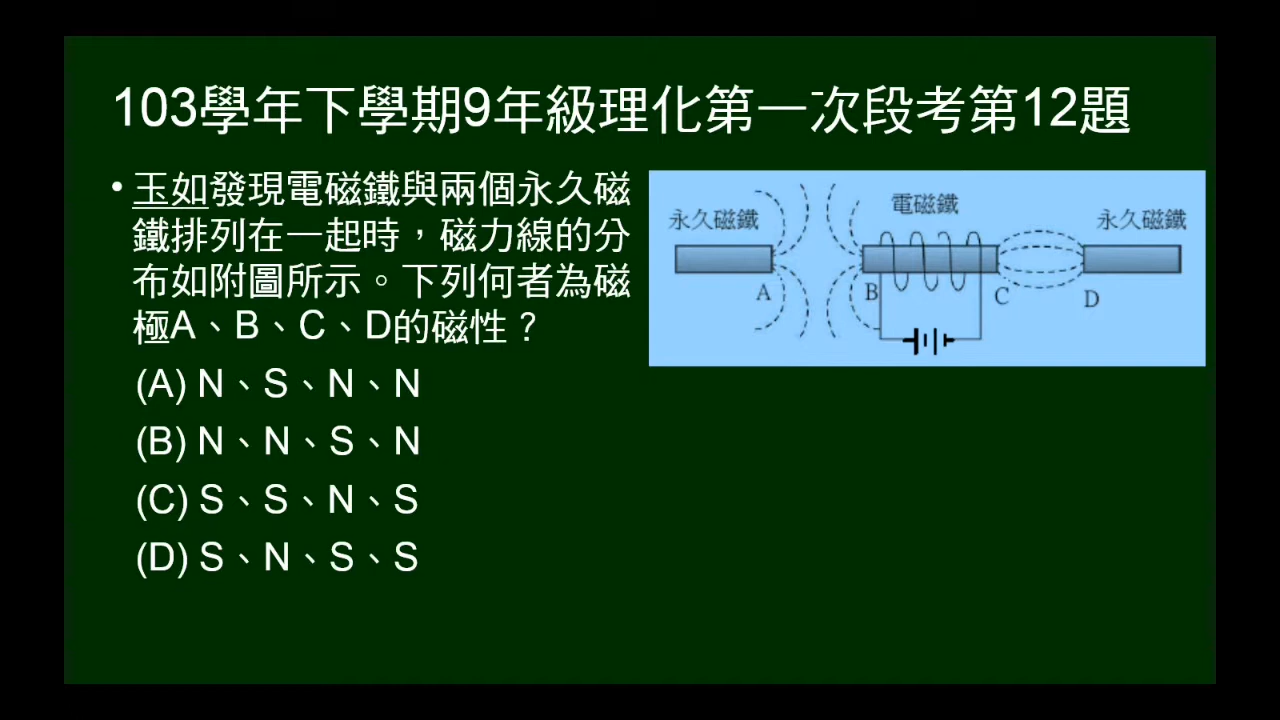 103學年下學期9年級理化第一次段考第12題
• 玉如發現電磁鐵與兩個永久磁
鐵排列在一起時，磁力線的分
布如附圖所示。下列何者為磁
極A、B、C、D的磁性？
(A) N、S、N、N
(B) N、N、S、N
(C) S、S、N、S
(D) S、N、S、S
永久磁鐵
電磁鐵
永久磁鐵
A
B
C
D